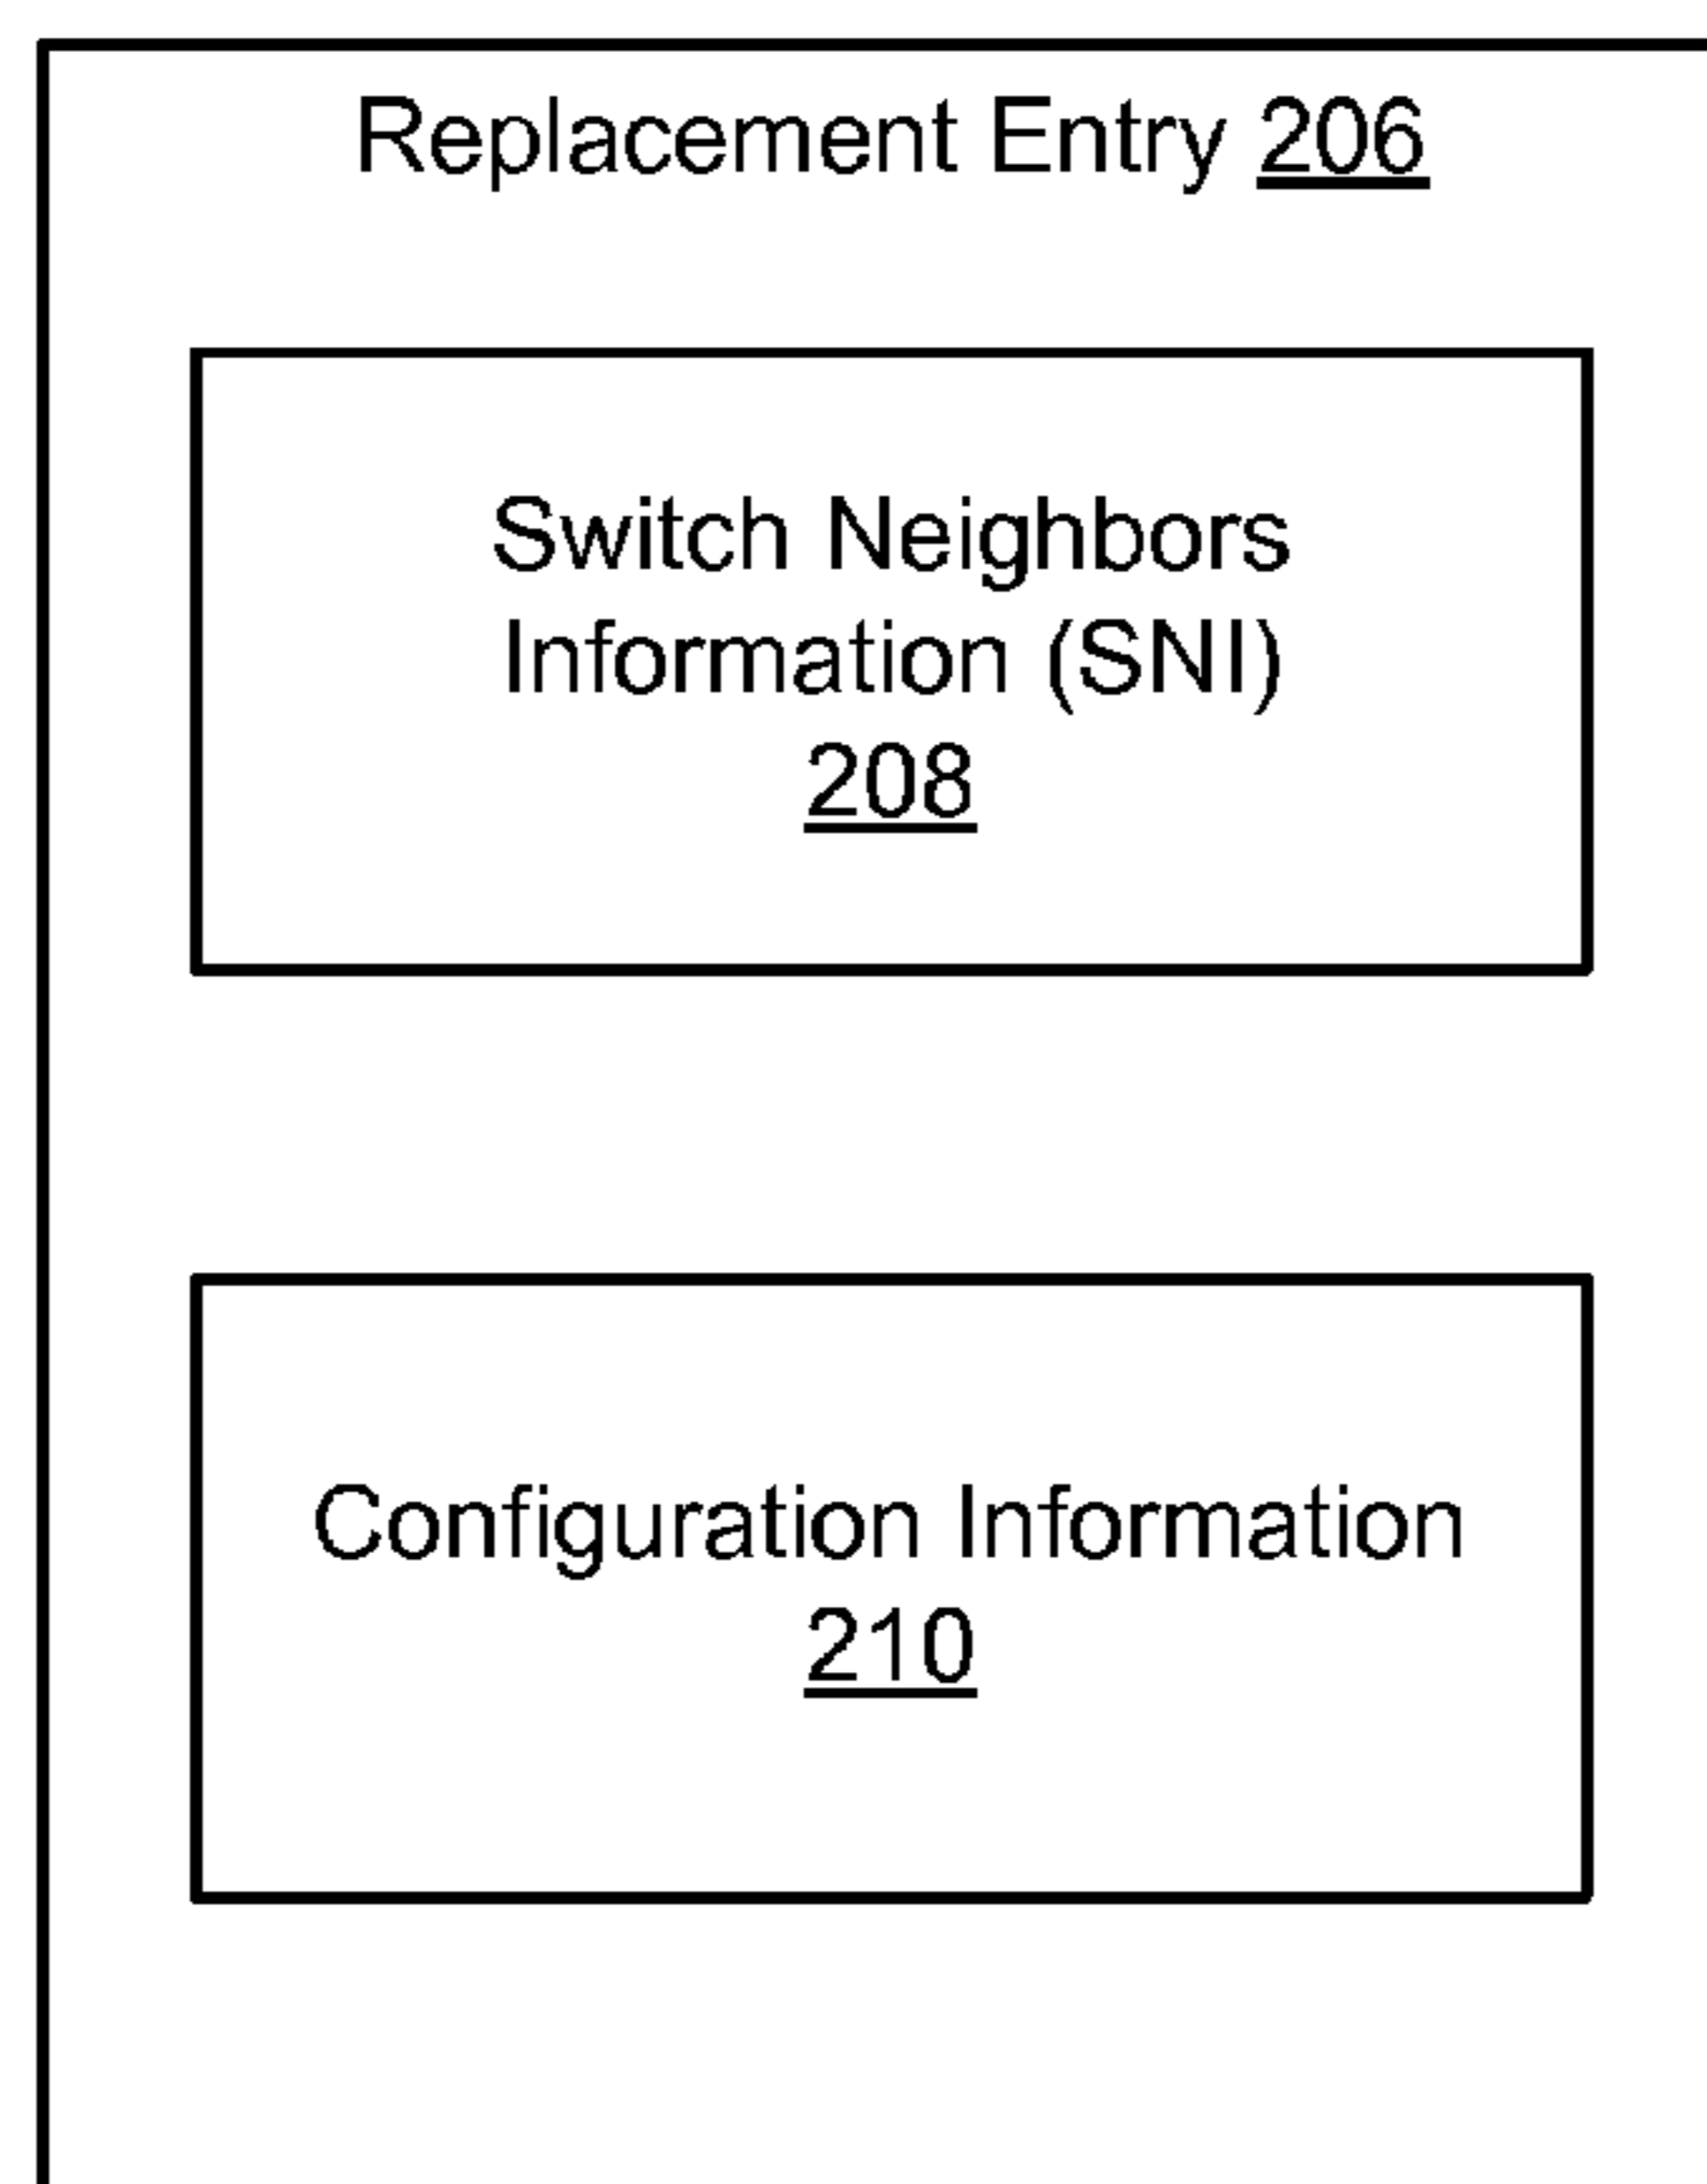 Replacement Entry 206
Switch Neighbors
Information (SNI)
208
Configuration Information
210